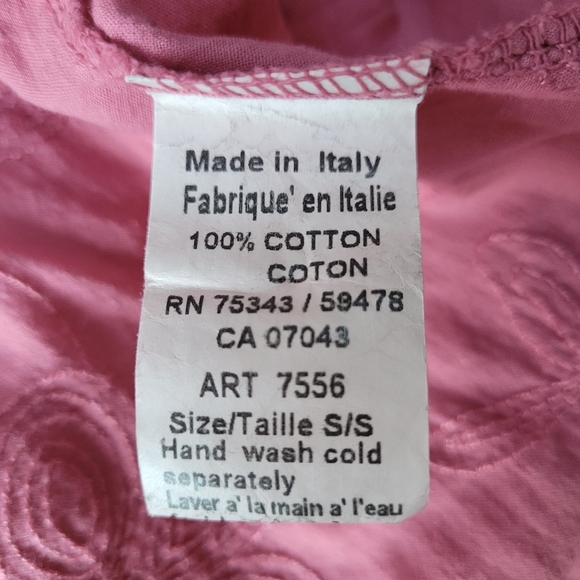 Made in Italy
Fabrique' en Italie
100% COTTON
COTON
RN 75343 / 59478
CA 07043
ART 7556
Size/Taille S/S
Hand wash cold
separately
Laver a' la main a' l'eau